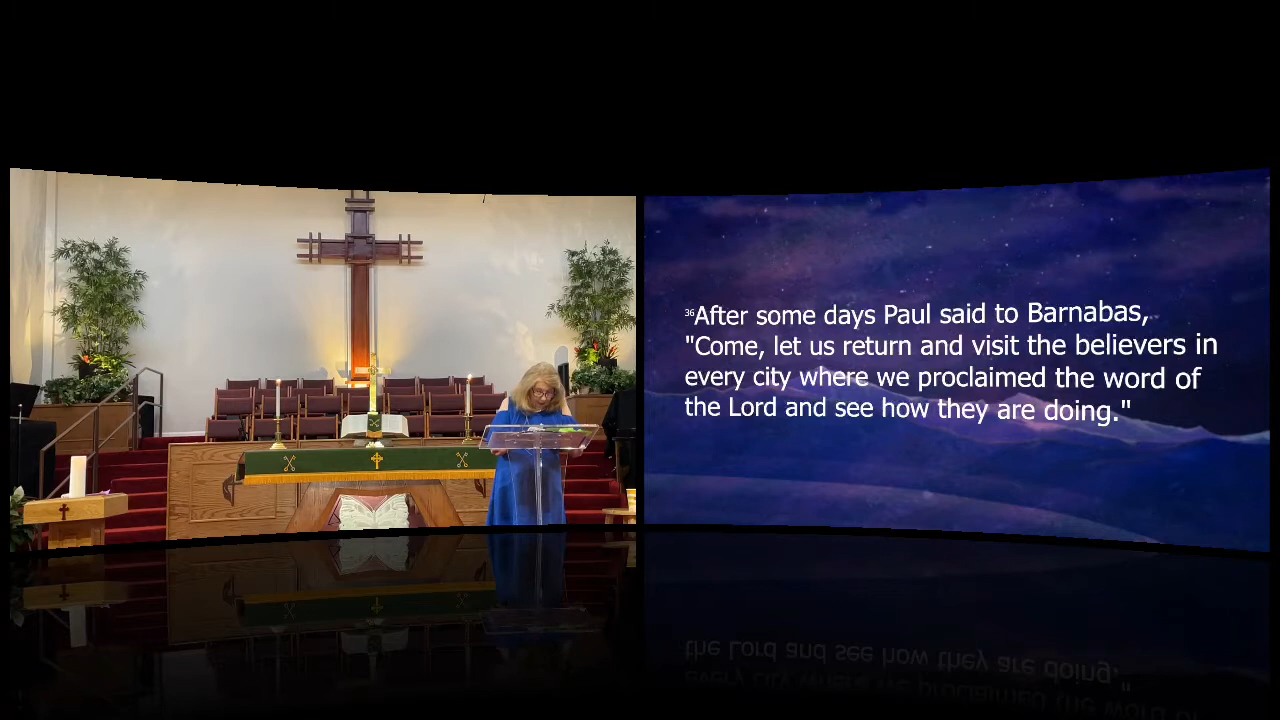 ³⁶After some days Paul said to Barnabas,
"Come, let us return and visit the believers in
every city where we proclaimed the word of
the Lord and see how they are doing."